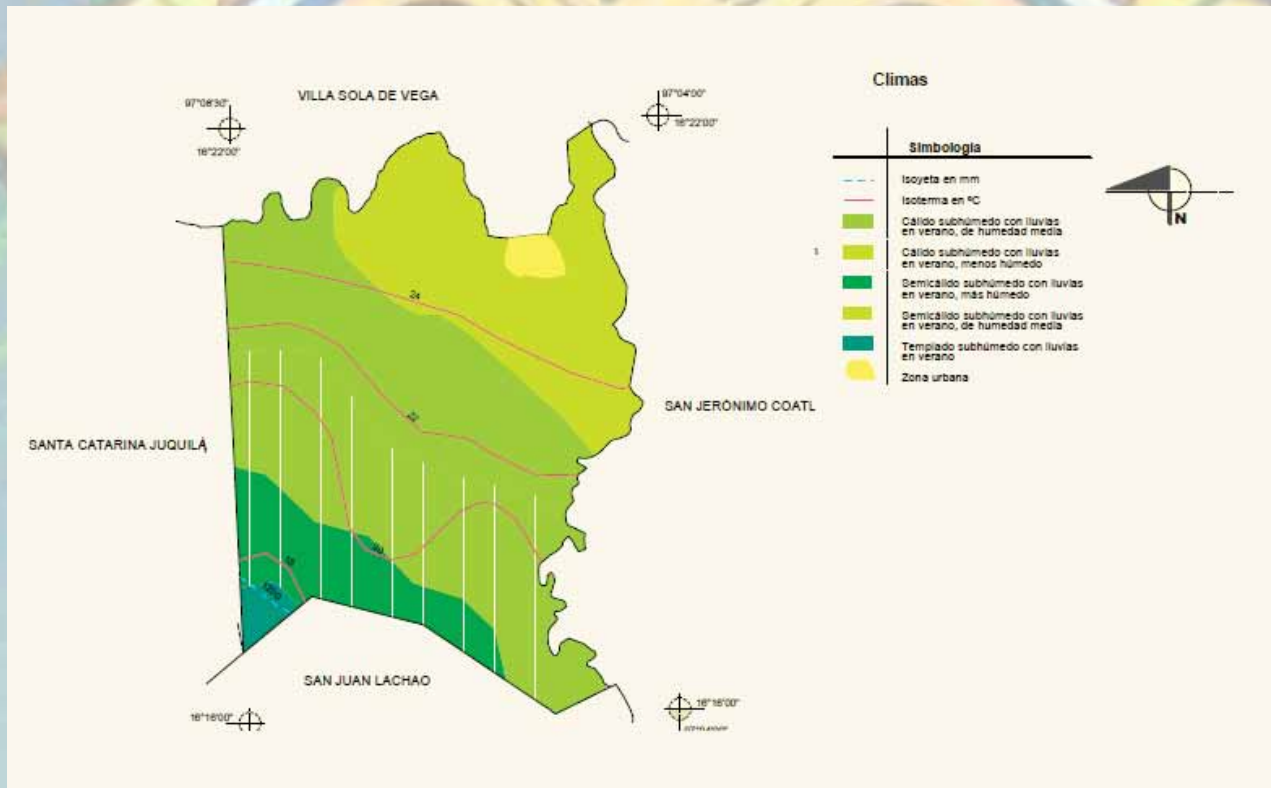 Climas
97°08'30"
VILLA SOLA DE VEGA
97°04'00"
16°22'00"
16°22'00"
Simbología
Isoyeta en mm
Isoterma en ºC
Cálido subhúmedo con lluvias
en verano, de humedad media
Cálido subhúmedo con lluvias
en verano, menos húmedo
Semicálido subhúmedo con lluvias
en verano, más húmedo
Semicálido subhúmedo con lluvias
en verano, de humedad media
Templado subhúmedo con lluvias
en verano
Zona urbana
N
24
22
20
18
1200
SANTA CATARINA JUQUILA
SAN JERÓNIMO COATL
SAN JUAN LACHAO
16°16'00"
16°16'00"